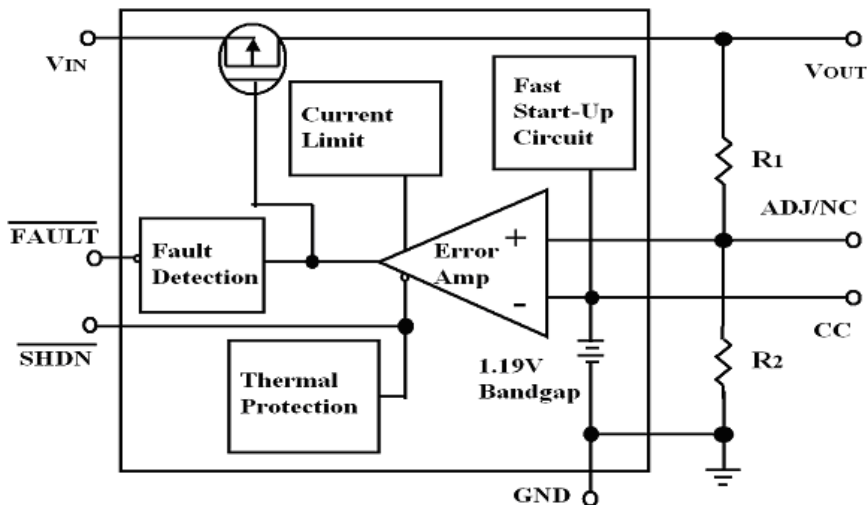 VIN
VOUT
Current
Limit
Fast
Start-Up
Circuit
R1
ADJ/NC
FAULT
Fault
Detection
+
Error
Amp
-
CC
SHDN
Thermal
Protection
1.19V
Bandgap
R2
GND